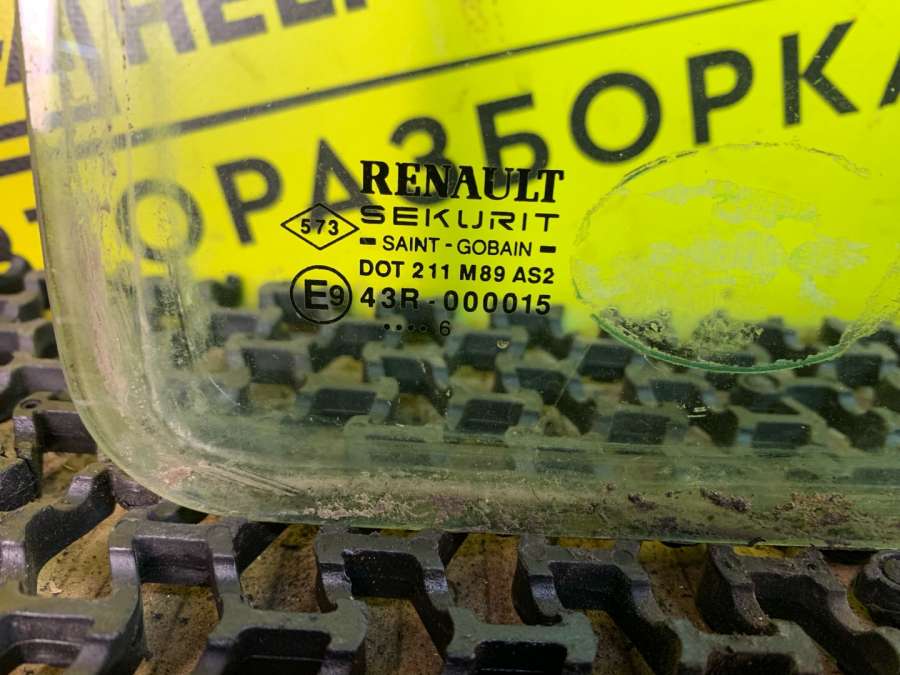 РАЗБОРКА
RENAULT
573
SEKURIT
SAINT - GOBAIN
DOT 211 M89 AS2
E9 43R - 000015
.... 6